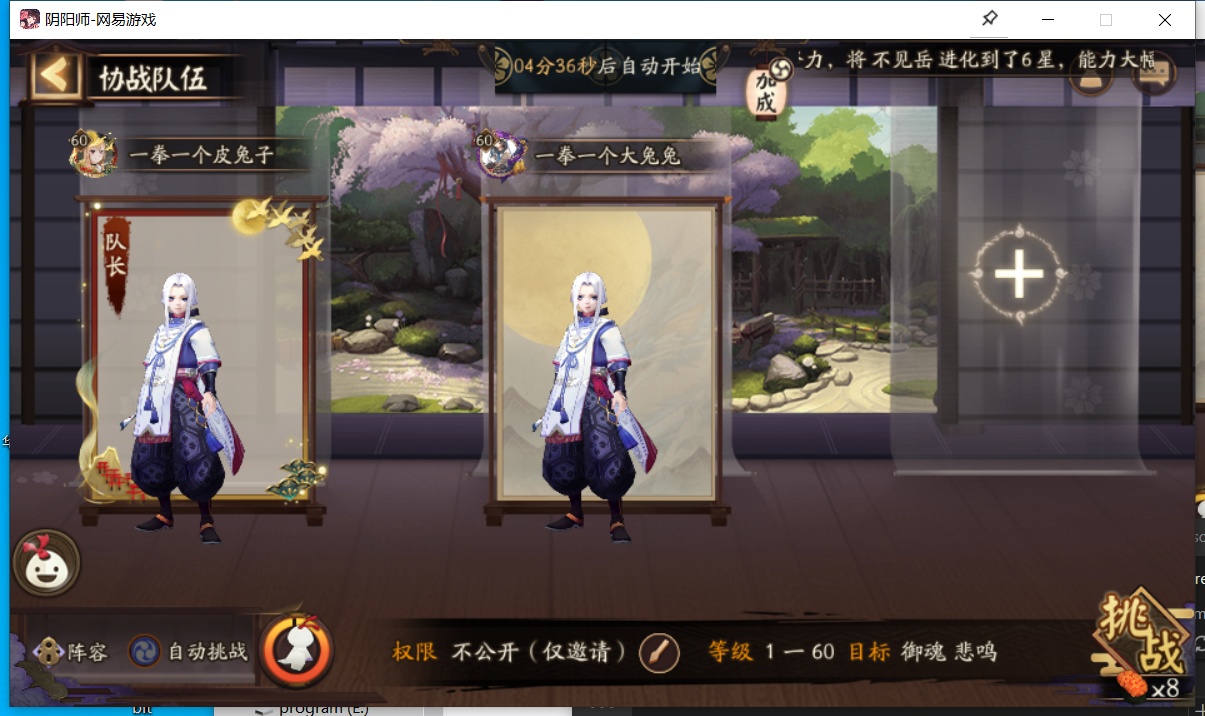 阴阳师-网易游戏
协战队伍
04分36秒后自动开始
力，将 不见岳 进化到了6星，能力大幅
加成
60 一拳一个皮兔子
60 一拳一个大兔兔
队长
阵容
自动挑战
权限 不公开（仅邀请）
等级 1 一 60 目标 御魂 悲鸣
挑战
x8
program (E:)